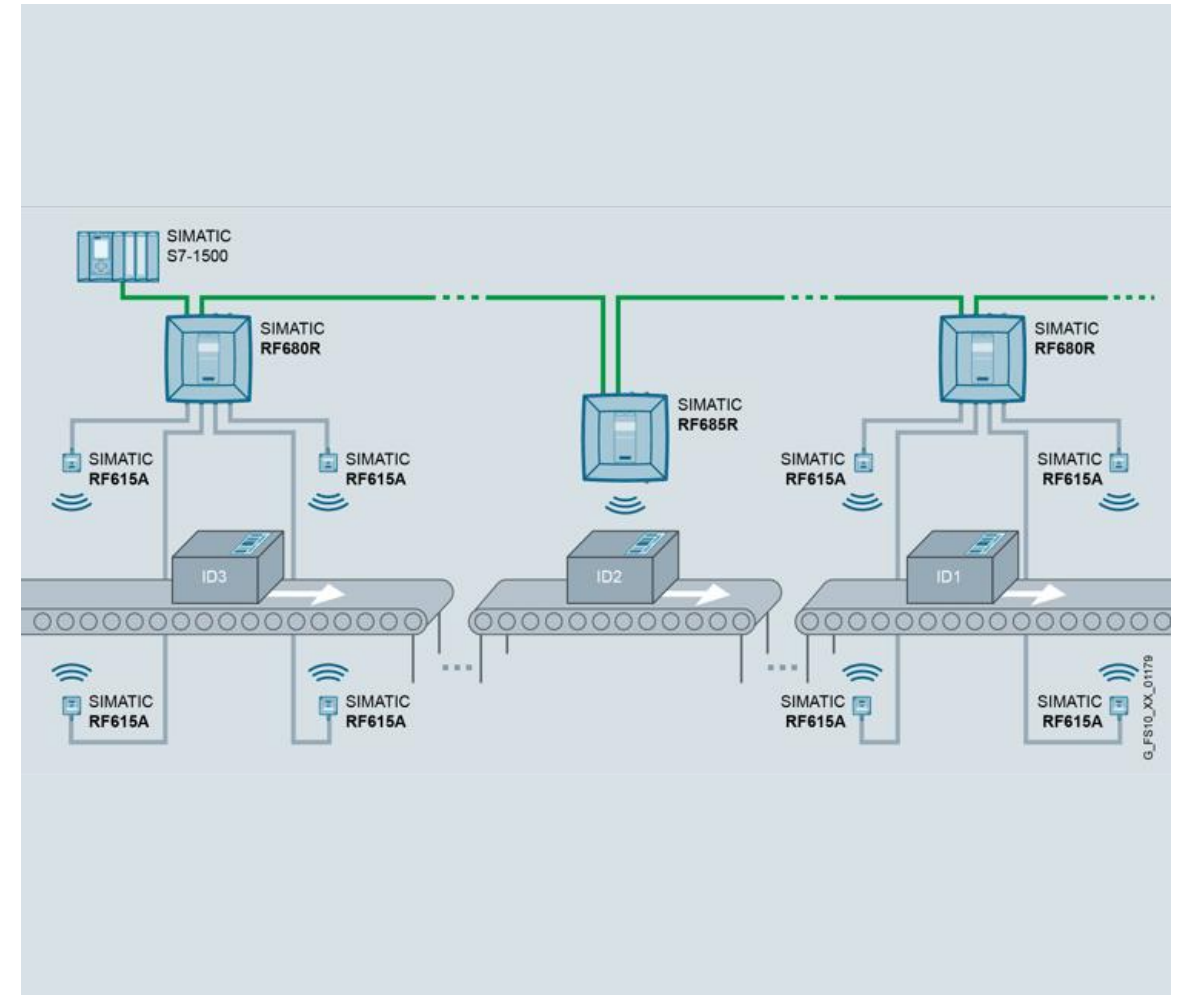 SIMATIC
S7-1500
SIMATIC
RF680R
SIMATIC
RF685R
SIMATIC
RF680R
SIMATIC
RF615A
SIMATIC
RF615A
SIMATIC
RF615A
SIMATIC
RF615A
ID3
ID2
ID1
SIMATIC
RF615A
SIMATIC
RF615A
SIMATIC
RF615A
SIMATIC
RF615A
G_FS10_XX_01179